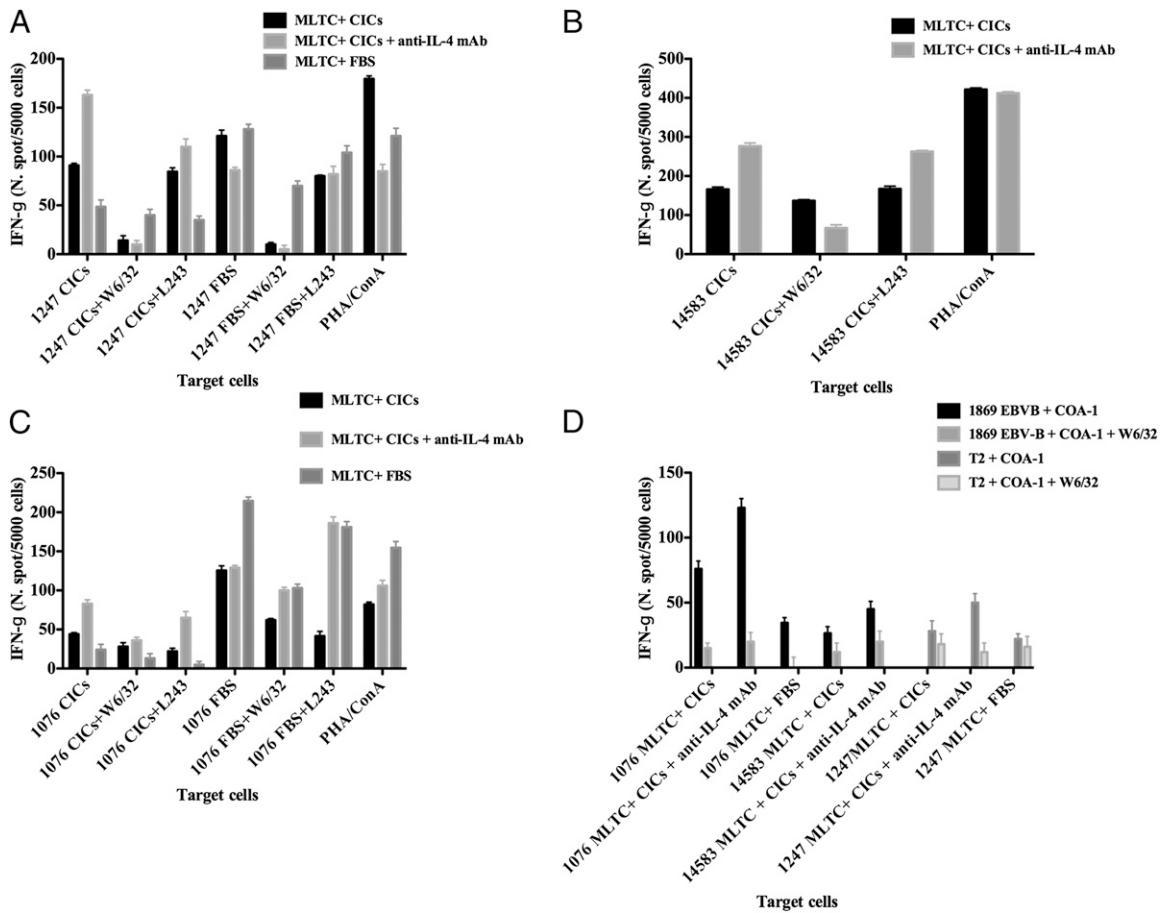 A
MLTC+ CICs
MLTC+ CICs + anti-IL-4 mAb
MLTC+ FBS
IFN-g (N. spot/5000 cells)
200
150
100
50
0
1247 CICs
1247 CICs+W6/32
1247 CICs+L243
1247 FBS
1247 FBS+W6/32
1247 FBS+L243
PHA/ConA
Target cells
B
MLTC+ CICs
MLTC+ CICs + anti-IL-4 mAb
IFN-g (N. spot/5000 cells)
500
400
300
200
100
0
14583 CICs
14583 CICs+W6/32
14583 CICs+L243
PHA/ConA
Target cells
C
MLTC+ CICs
MLTC+ CICs + anti-IL-4 mAb
MLTC+ FBS
IFN-g (N. spot/5000 cells)
250
200
150
100
50
0
1076 CICs
1076 CICs+W6/32
1076 CICs+L243
1076 FBS
1076 FBS+W6/32
1076 FBS+L243
PHA/ConA
Target cells
D
1869 EBVB + COA-1
1869 EBV-B + COA-1 + W6/32
T2 + COA-1
T2 + COA-1 + W6/32
IFN-g (N. spot/5000 cells)
150
100
50
0
1076 MLTC+ CICs
1076 MLTC+ CICs + anti-IL-4 mAb
1076 MLTC+ FBS
14583 MLTC + CICs
14583 MLTC + CICs + anti-IL-4 mAb
1247MLTC + CICs
1247 MLTC+ CICs + anti-IL-4 mAb
1247 MLTC+ FBS
Target cells